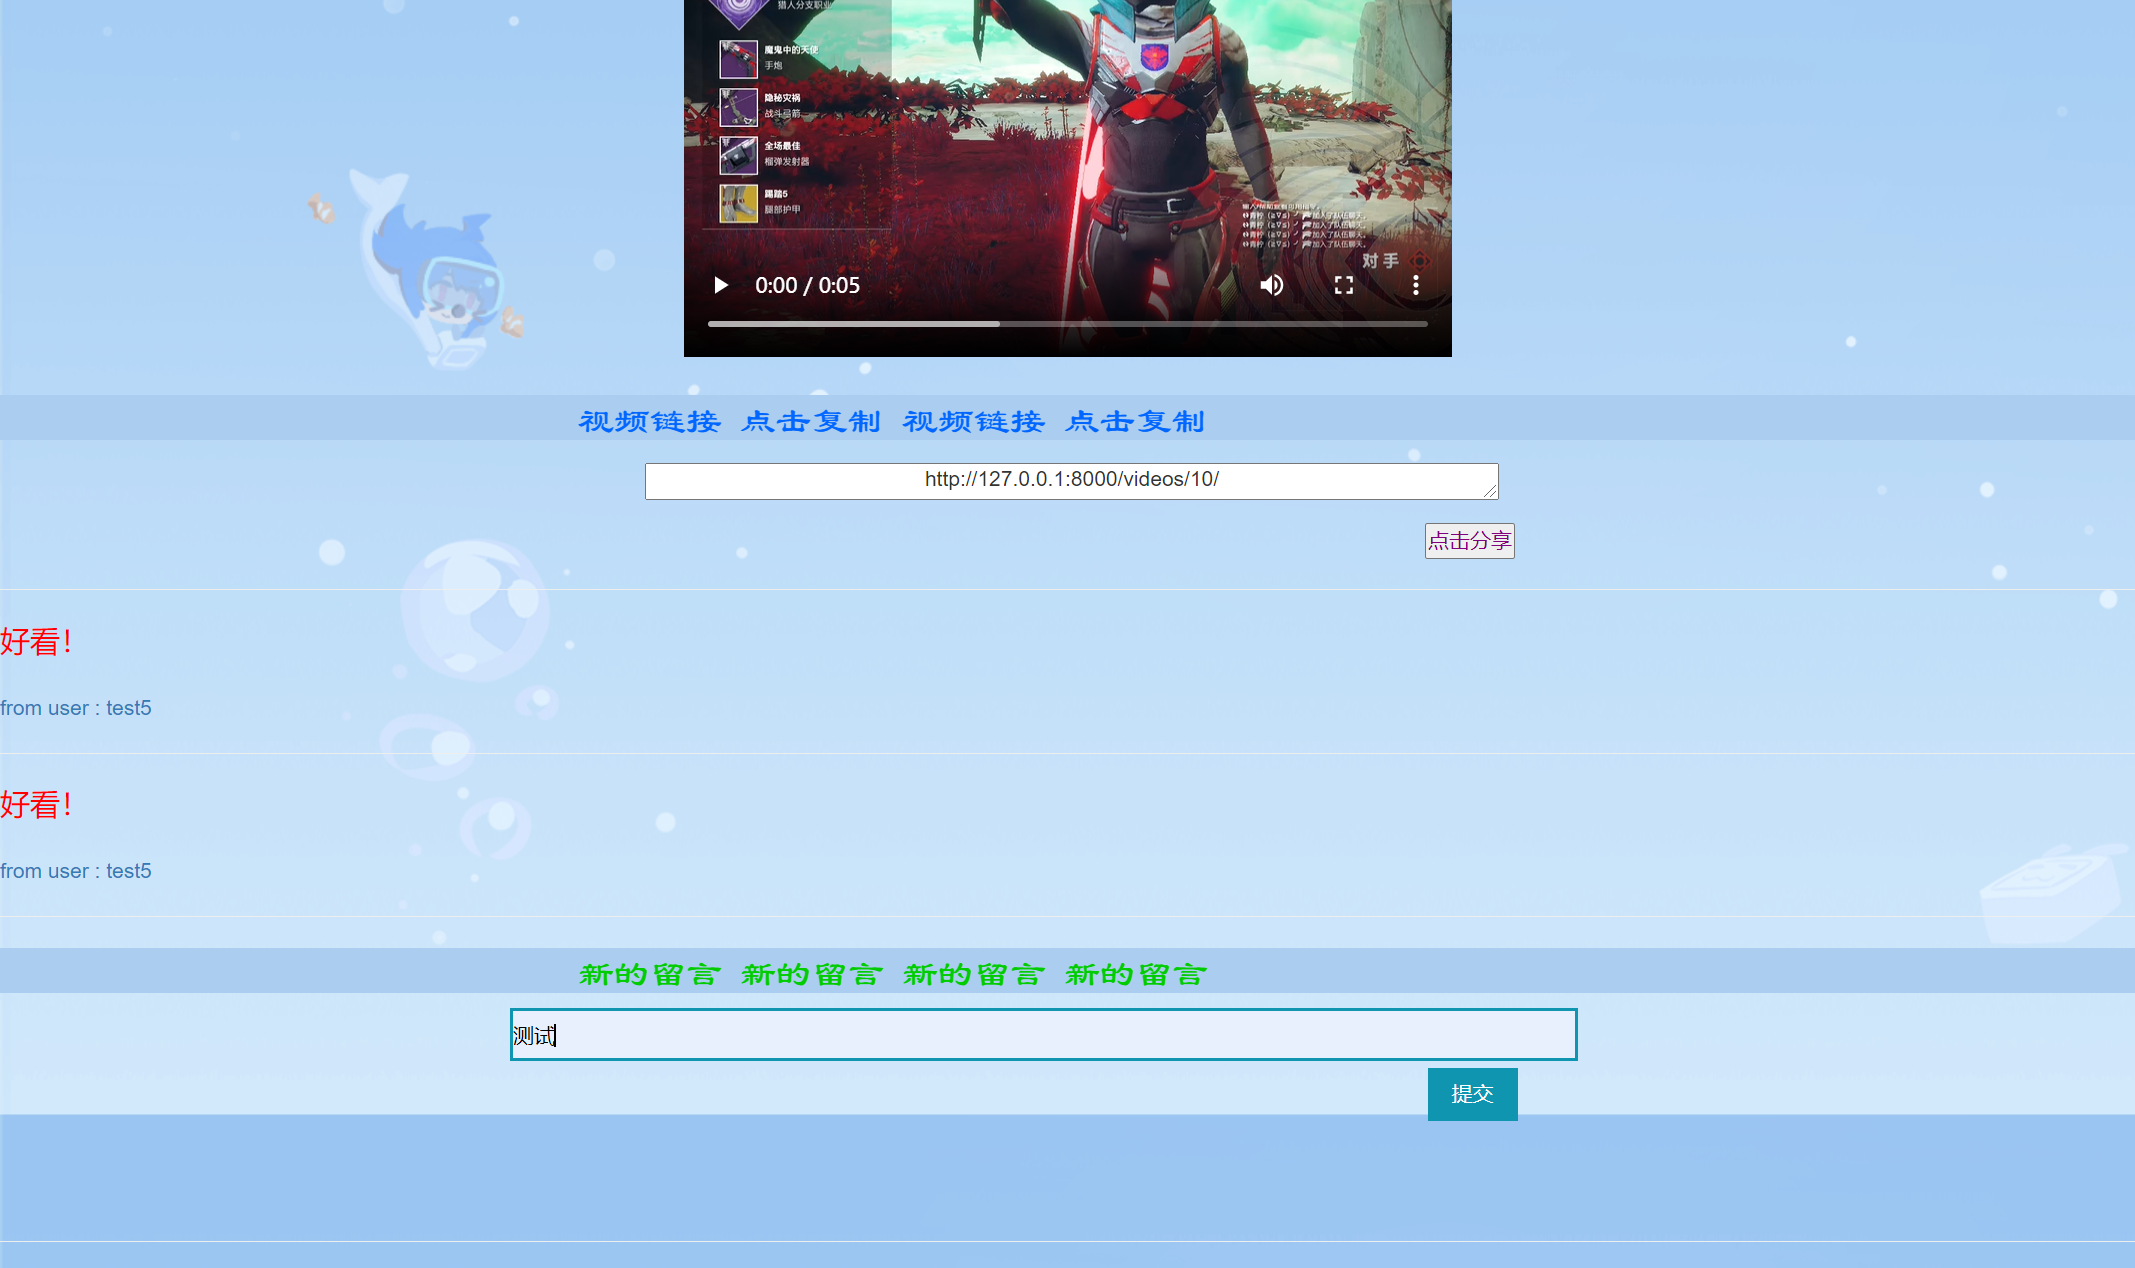 猎人分支职业
魔鬼中的天使
手炮
隐秘灾祸
战斗弓箭
全场最佳
榴弹发射器
踢踏5
腿部护甲
对手
0:00 / 0:05
视频链接 点击复制 视频链接 点击复制
http://127.0.0.1:8000/videos/10/
点击分享
好看！
from user : test5
好看！
from user : test5
新的留言 新的留言 新的留言 新的留言
测试
提交